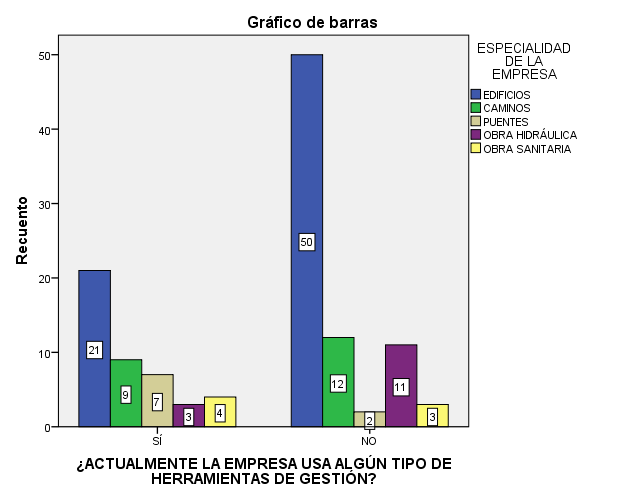 Gráfico de barras
ESPECIALIDAD
DE LA
EMPRESA
EDIFICIOS
CAMINOS
PUENTES
OBRA HIDRÁULICA
OBRA SANITARIA
Recuento
50
40
30
20
10
0
21
9
7
3
4
50
12
2
11
3
SÍ
NO
¿ACTUALMENTE LA EMPRESA USA ALGÚN TIPO DE
HERRAMIENTAS DE GESTIÓN?